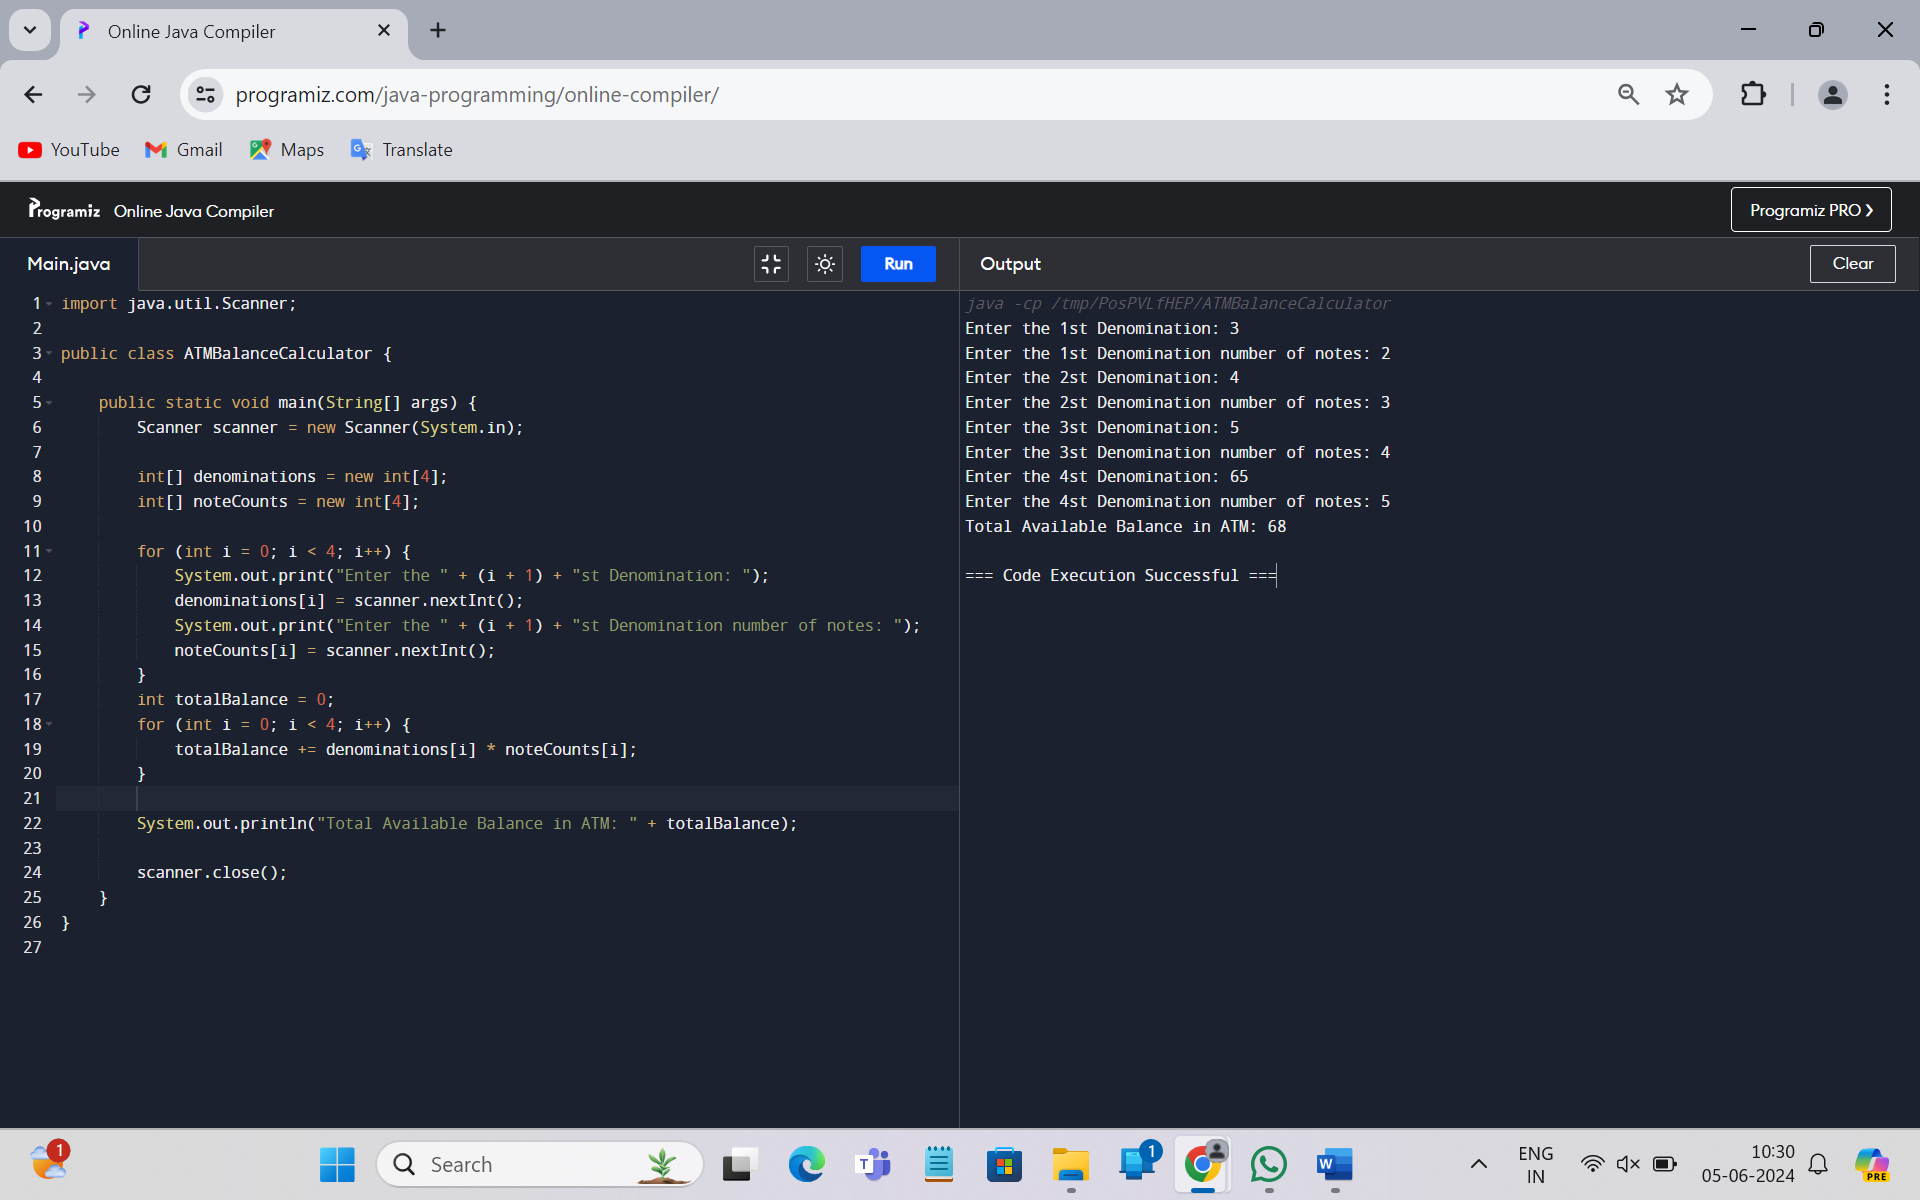 Online Java Compiler
programiz.com/java-programming/online-compiler/
YouTube Gmail Maps Translate
Programiz Online Java Compiler
Programiz PRO ❯
Main.java
Run
Output
Clear
1 import java.util.Scanner;
2
3 public class ATMBalanceCalculator {
4
5 public static void main(String[] args) {
6 Scanner scanner = new Scanner(System.in);
7
8 int[] denominations = new int[4];
9 int[] noteCounts = new int[4];
10
11 for (int i = 0; i < 4; i++) {
12 System.out.print("Enter the " + (i + 1) + "st Denomination: ");
13 denominations[i] = scanner.nextInt();
14 System.out.print("Enter the " + (i + 1) + "st Denomination number of notes: ");
15 noteCounts[i] = scanner.nextInt();
16 }
17 int totalBalance = 0;
18 for (int i = 0; i < 4; i++) {
19 totalBalance += denominations[i] * noteCounts[i];
20 }
21
22 System.out.println("Total Available Balance in ATM: " + totalBalance);
23
24 scanner.close();
25 }
26 }
27
java -cp /tmp/PosPVLfHEP/ATMBalanceCalculator
Enter the 1st Denomination: 3
Enter the 1st Denomination number of notes: 2
Enter the 2st Denomination: 4
Enter the 2st Denomination number of notes: 3
Enter the 3st Denomination: 5
Enter the 3st Denomination number of notes: 4
Enter the 4st Denomination: 65
Enter the 4st Denomination number of notes: 5
Total Available Balance in ATM: 68
=== Code Execution Successful ===
1
Search
1
ENG
IN
10:30
05-06-2024
PRE